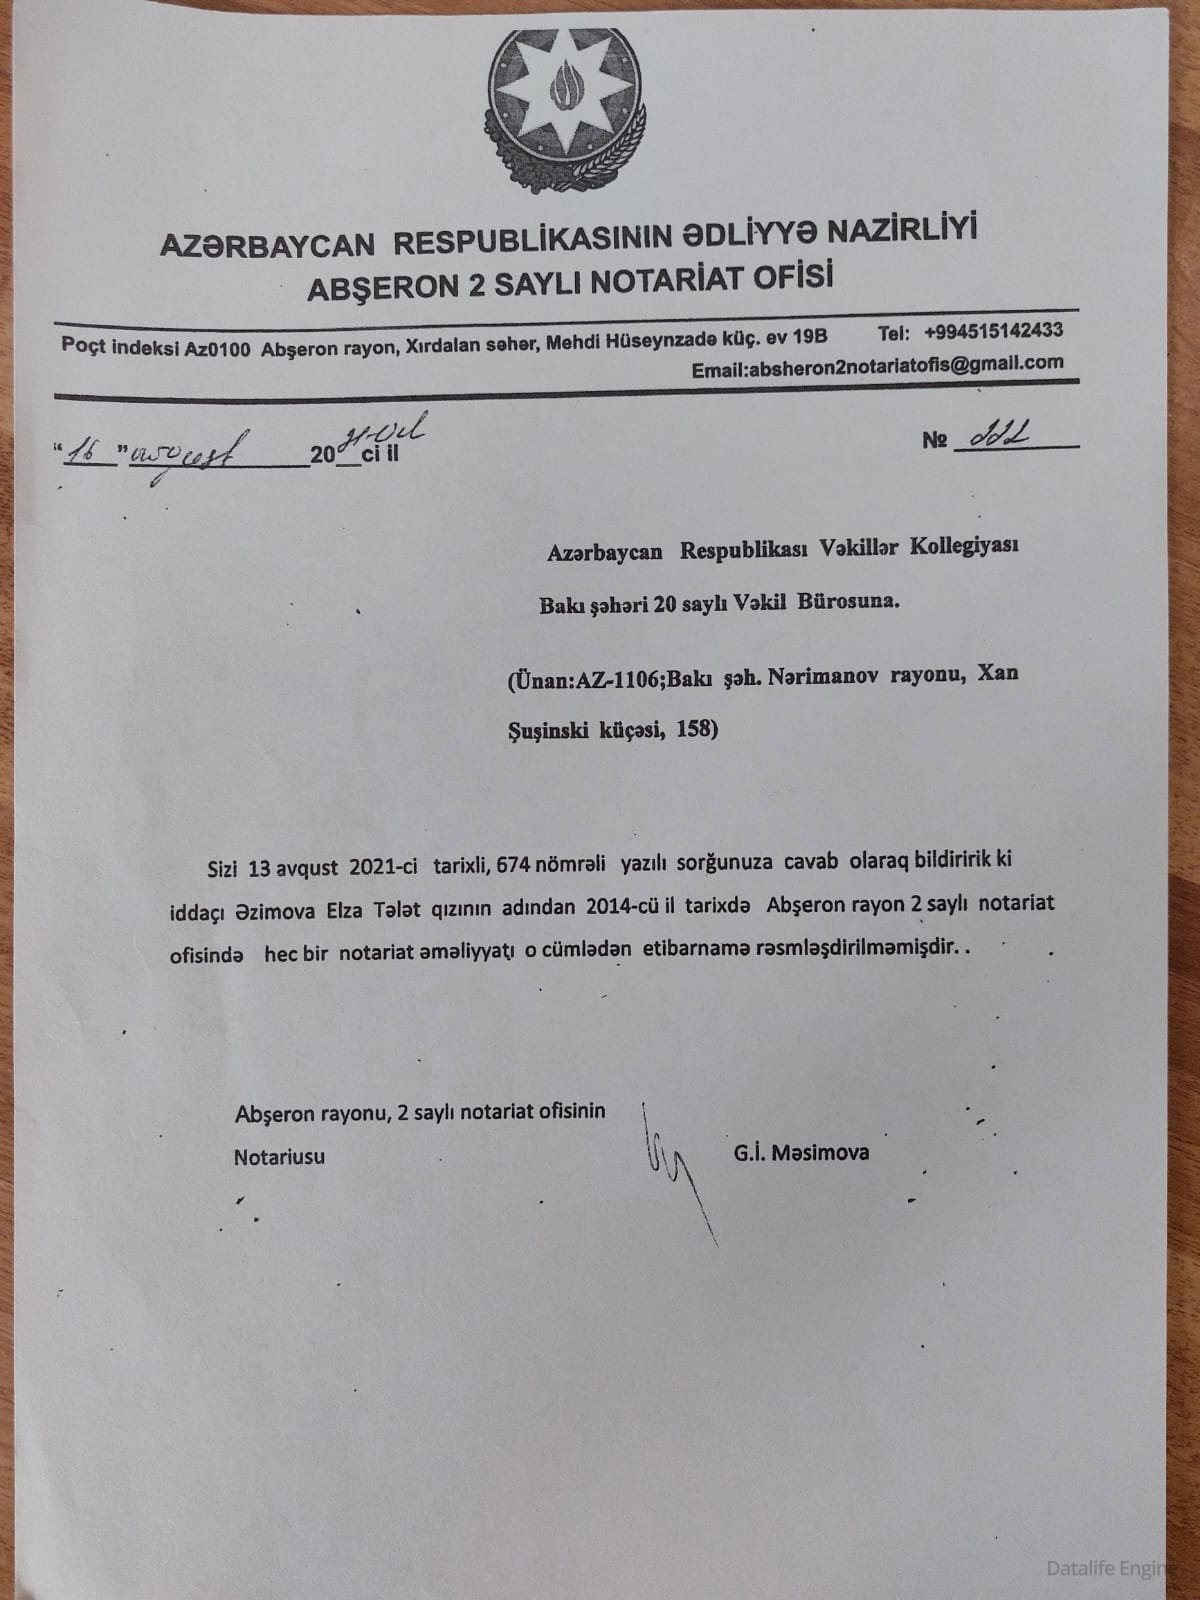 AZƏRBAYCAN RESPUBLİKASININ ƏDLİYYƏ NAZİRLİYİ
ABŞERON 2 SAYLI NOTARİAT OFİSİ
Poçt indeksi Az0100 Abşeron rayon, Xırdalan səhər, Mehdi Hüseynzadə küç. ev 19B Tel: +994515142433
Email:absheron2notariatofis@gmail.com
"16" avqust 20 ci il № 222
Azərbaycan Respublikası Vəkillər Kollegiyası
Bakı şəhəri 20 saylı Vəkil Bürosuna.
(Ünan:AZ-1106;Bakı şəh. Nərimanov rayonu, Xan
Şuşinski küçəsi, 158)
Sizi 13 avqust 2021-ci tarixli, 674 nömrəli yazılı sorğunuza cavab olaraq bildiririk ki
iddaçı Əzimova Elza Tələt qızının adından 2014-cü il tarixdə Abşeron rayon 2 saylı notariat
ofisində hec bir notariat əməliyyatı o cümlədən etibarnamə rəsmləşdirilməmişdir. .
Abşeron rayonu, 2 saylı notariat ofisinin
Notariusu G.İ. Məsimova
Datalife Engine